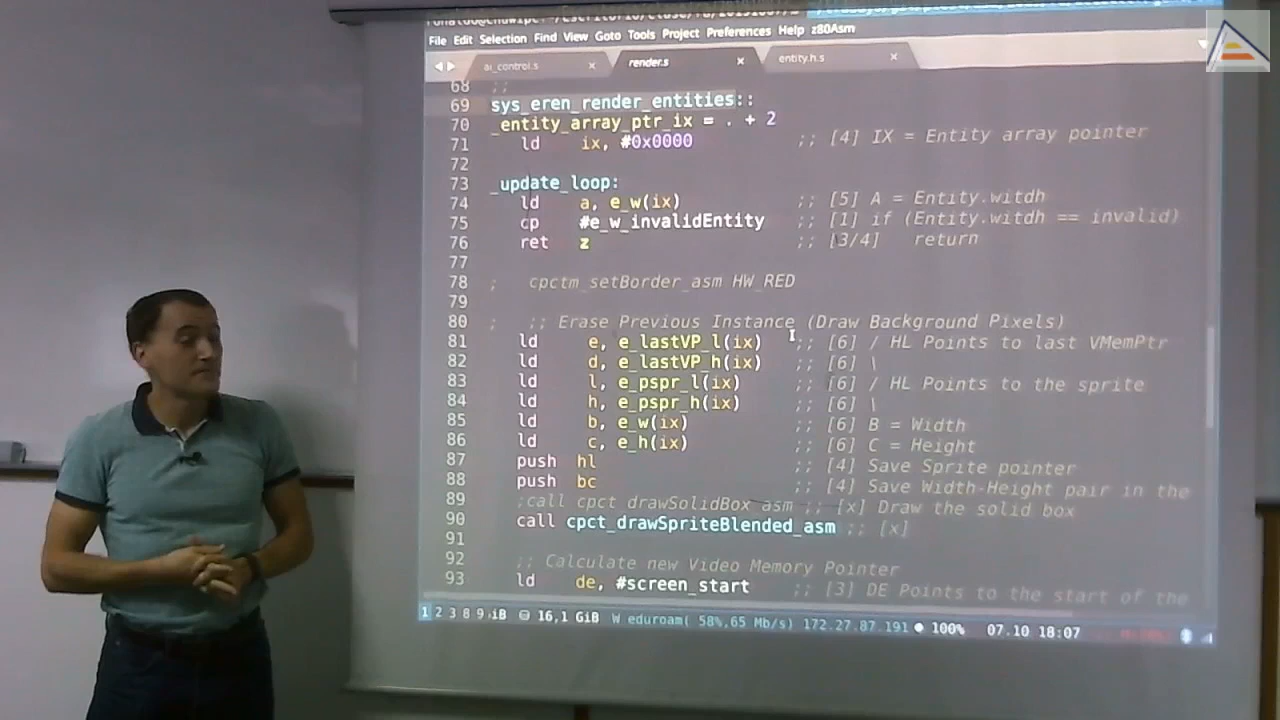 File Edit Selection Find View Goto Tools Project Preferences Help z80Asm
ai_control.s × render.s × entity.h.s ×
68 ;;
69 sys_eren_render_entities::
70 _entity_array_ptr_ix = . + 2
71 ld ix, #0x0000 ;; [4] IX = Entity array pointer
72
73 _update_loop:
74 ld a, e_w(ix) ;; [5] A = Entity.witdh
75 cp #e_w_invalidEntity ;; [1] if (Entity.witdh == invalid)
76 ret z ;; [3/4] return
77
78 ; cpctm_setBorder_asm HW_RED
79
80 ; ;; Erase Previous Instance (Draw Background Pixels)
81 ld e, e_lastVP_l(ix) ;; [6] / HL Points to last VMemPtr
82 ld d, e_lastVP_h(ix) ;; [6] \
83 ld l, e_pspr_l(ix) ;; [6] / HL Points to the sprite
84 ld h, e_pspr_h(ix) ;; [6] \
85 ld b, e_w(ix) ;; [6] B = Width
86 ld c, e_h(ix) ;; [6] C = Height
87 push hl ;; [4] Save Sprite pointer
88 push bc ;; [4] Save Width-Height pair in the
89 ;call cpct_drawSolidBox_asm ;; [x] Draw the solid box
90 call cpct_drawSpriteBlended_asm ;; [x]
91
92 ;; Calculate new Video Memory Pointer
93 ld de, #screen_start ;; [3] DE Points to the start of the
1 2 3 8 9 iB 16,1 GiB W eduroam( 58%,65 Mb/s) 172.27.87.191 100% 07.10 18:07